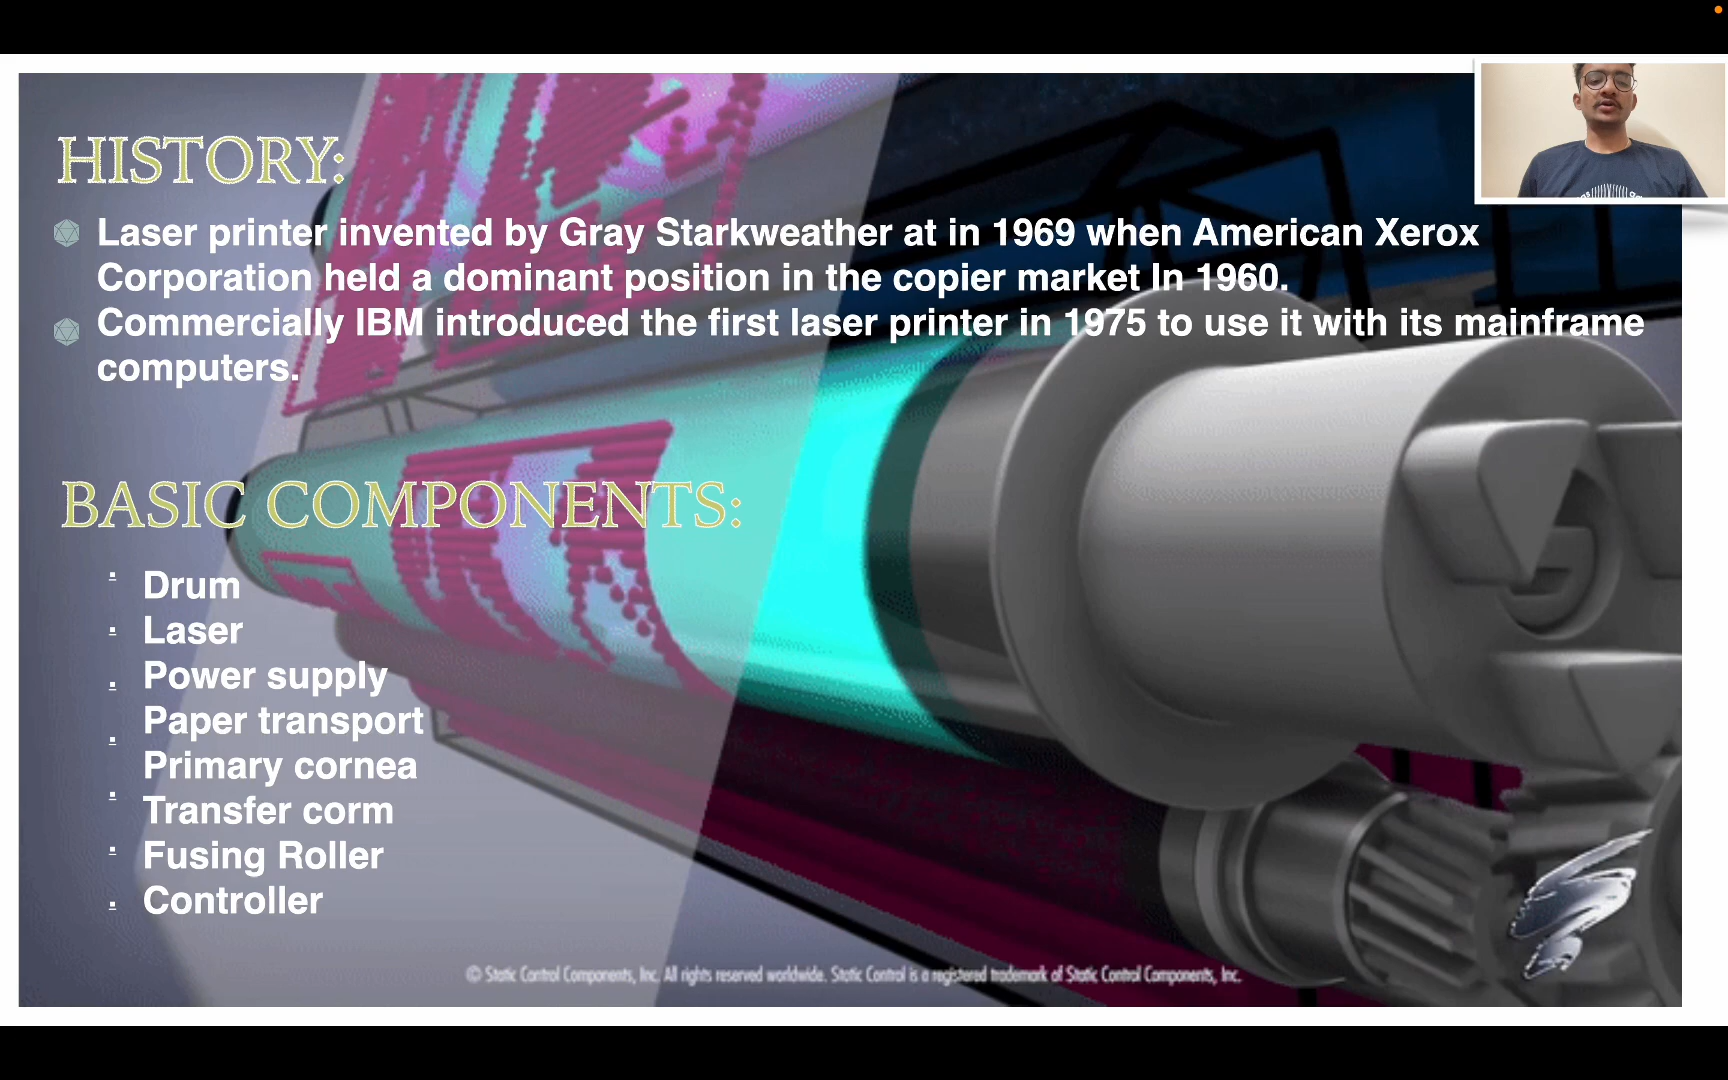 HISTORY:
Laser printer invented by Gray Starkweather at in 1969 when American Xerox
Corporation held a dominant position in the copier market In 1960.
Commercially IBM introduced the first laser printer in 1975 to use it with its mainframe
computers.
BASIC COMPONENTS:
Drum
Laser
Power supply
Paper transport
Primary cornea
Transfer corm
Fusing Roller
Controller
© Static Control Components, Inc. All rights reserved worldwide. Static Control is a registered trademark of Static Control Components, Inc.